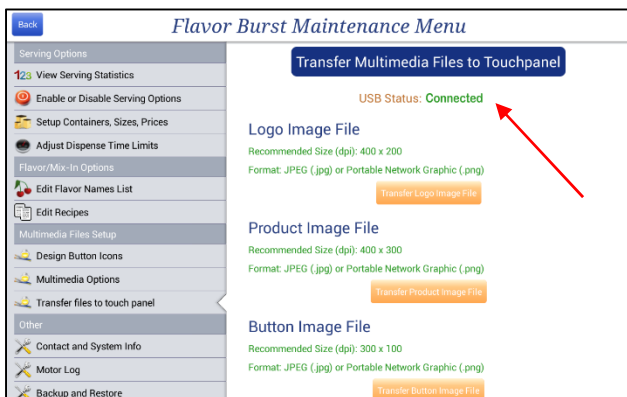 Back
Flavor Burst Maintenance Menu
Serving Options
123 View Serving Statistics
Enable or Disable Serving Options
Setup Containers, Sizes, Prices
Adjust Dispense Time Limits
Flavor/Mix-In Options
Edit Flavor Names List
Edit Recipes
Multimedia Files Setup
Design Button Icons
Multimedia Options
Transfer files to touch panel
Other
Contact and System Info
Motor Log
Backup and Restore
Transfer Multimedia Files to Touchpanel
USB Status: Connected
Logo Image File
Recommended Size (dpi): 400 x 200
Format: JPEG (.jpg) or Portable Network Graphic (.png)
Transfer Logo Image File
Product Image File
Recommended Size (dpi): 400 x 300
Format: JPEG (.jpg) or Portable Network Graphic (.png)
Transfer Product Image File
Button Image File
Recommended Size (dpi): 300 x 100
Format: JPEG (.jpg) or Portable Network Graphic (.png)
Transfer Button Image File